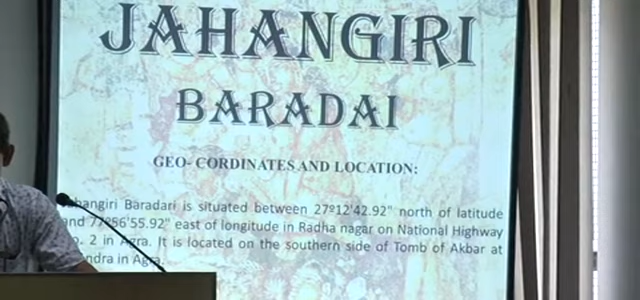 JAHANGIRI
BARADAI
GEO- CORDINATES AND LOCATION:
hangiri Baradari is situated between 27º12'42.92" north of latitude
and 77º56'55.92" east of longitude in Radha nagar on National Highway
. 2 in Agra. It is located on the southern side of Tomb of Akbar at
ndra in Agra.